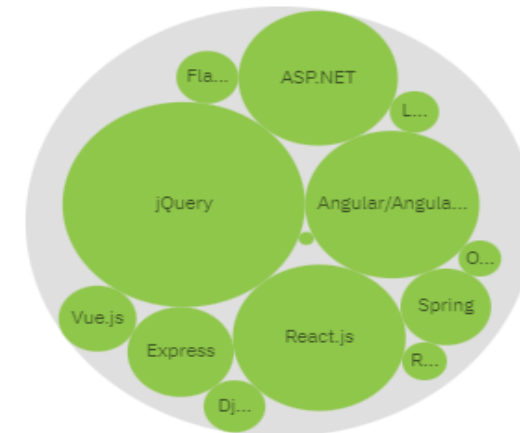 Fla...
ASP.NET
L...
jQuery
Angular/Angula...
O...
Spring
Vue.js
React.js
Express
R...
Dj...